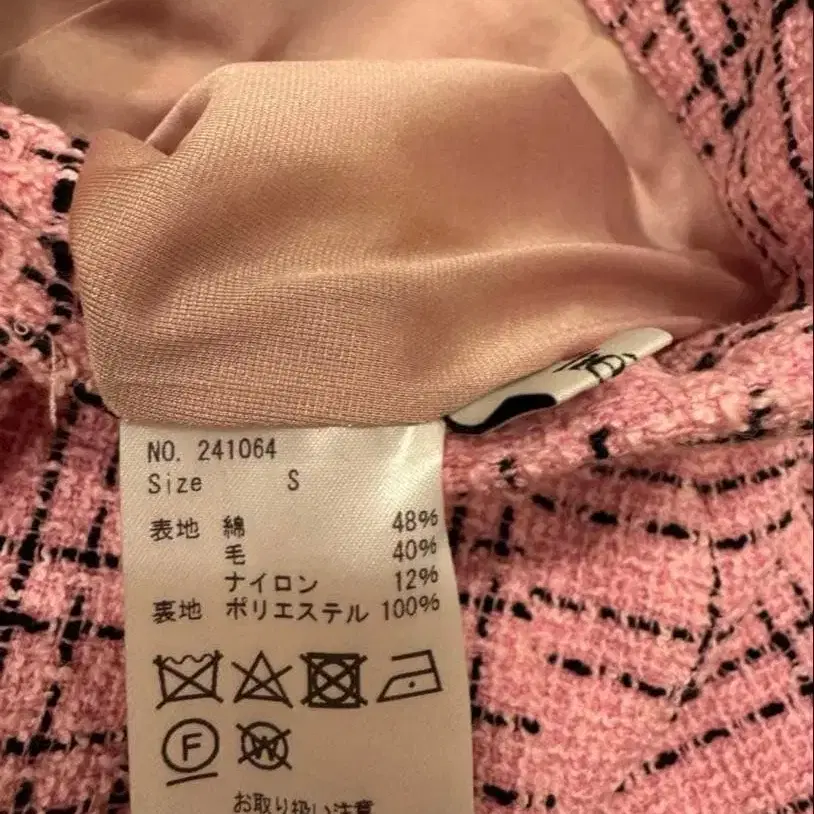 NO. 241064
Size S
表地 綿 48%
毛 40%
ナイロン 12%
裏地 ポリエステル 100%
F
W
お取り扱い注意